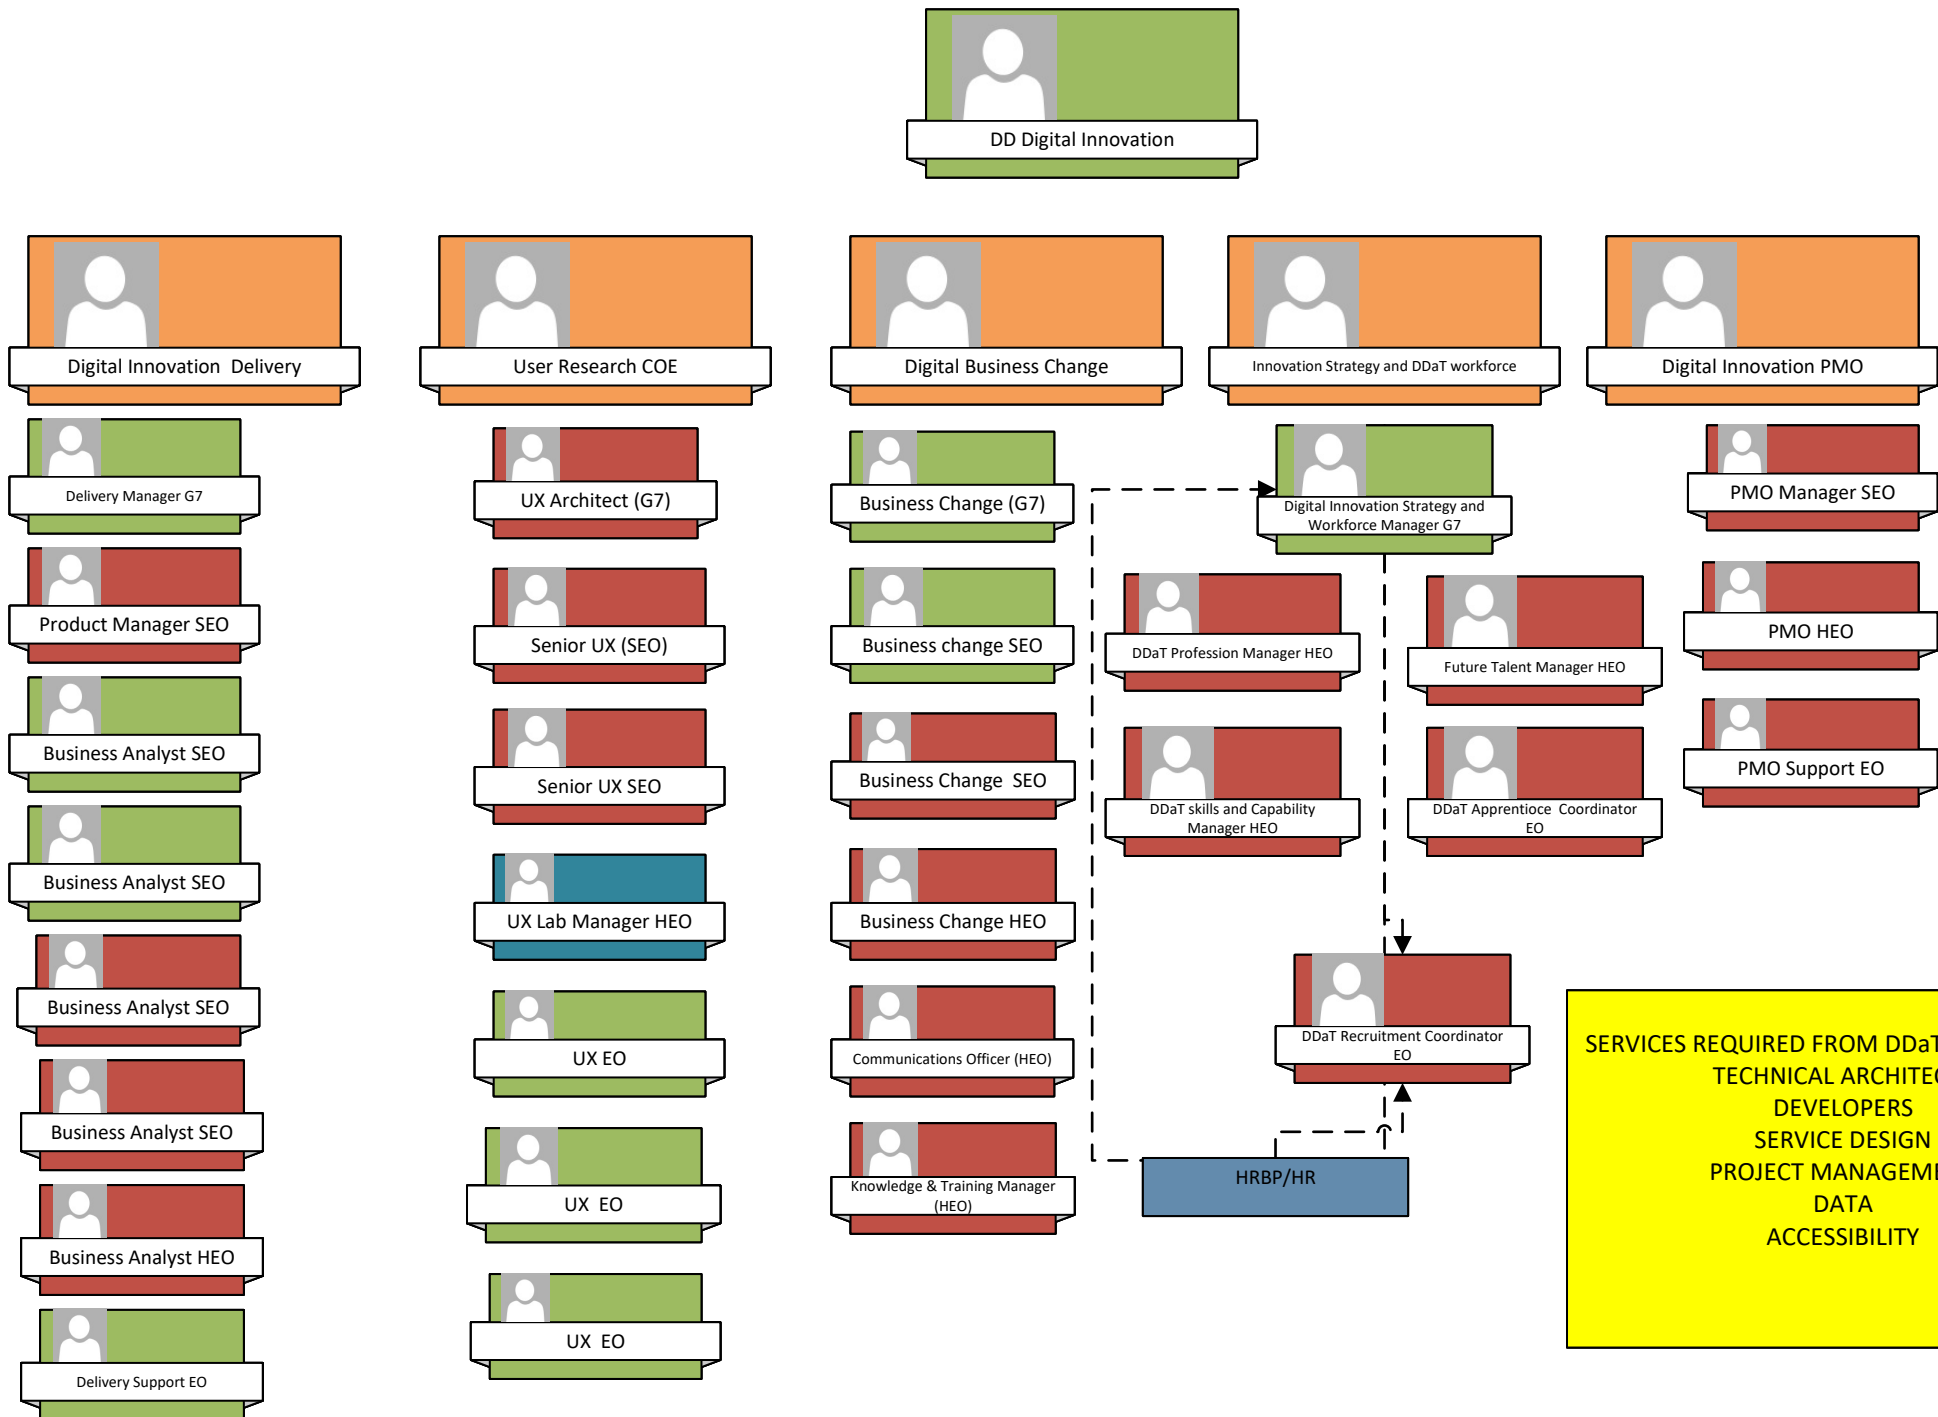 DD Digital Innovation
Digital Innovation  Delivery
User Research COE
Digital Business Change
Innovation Strategy and DDaT workforce
Digital Innovation PMO
Delivery Manager G7
Product Manager SEO
Business Analyst SEO
Business Analyst SEO
Business Analyst SEO
Business Analyst SEO
Business Analyst HEO
Delivery Support EO
UX Architect (G7)
Senior UX (SEO)
Senior UX SEO
UX Lab Manager HEO
UX EO
UX  EO
UX  EO
Business Change (G7)
Business change SEO
Business Change  SEO
Business Change HEO
Communications Officer (HEO)
Knowledge & Training Manager
(HEO)
Digital Innovation Strategy and
Workforce Manager G7
DDaT Profession Manager HEO
Future Talent Manager HEO
DDaT skills and Capability
Manager HEO
DDaT Apprentioce  Coordinator
EO
DDaT Recruitment Coordinator
EO
HRBP/HR
PMO Manager SEO
PMO HEO
PMO Support EO
SERVICES REQUIRED FROM DDaT
TECHNICAL
DEVELOPERS
SERVICE DESIGN
PROJECT
DATA
ACCESSIBILITY